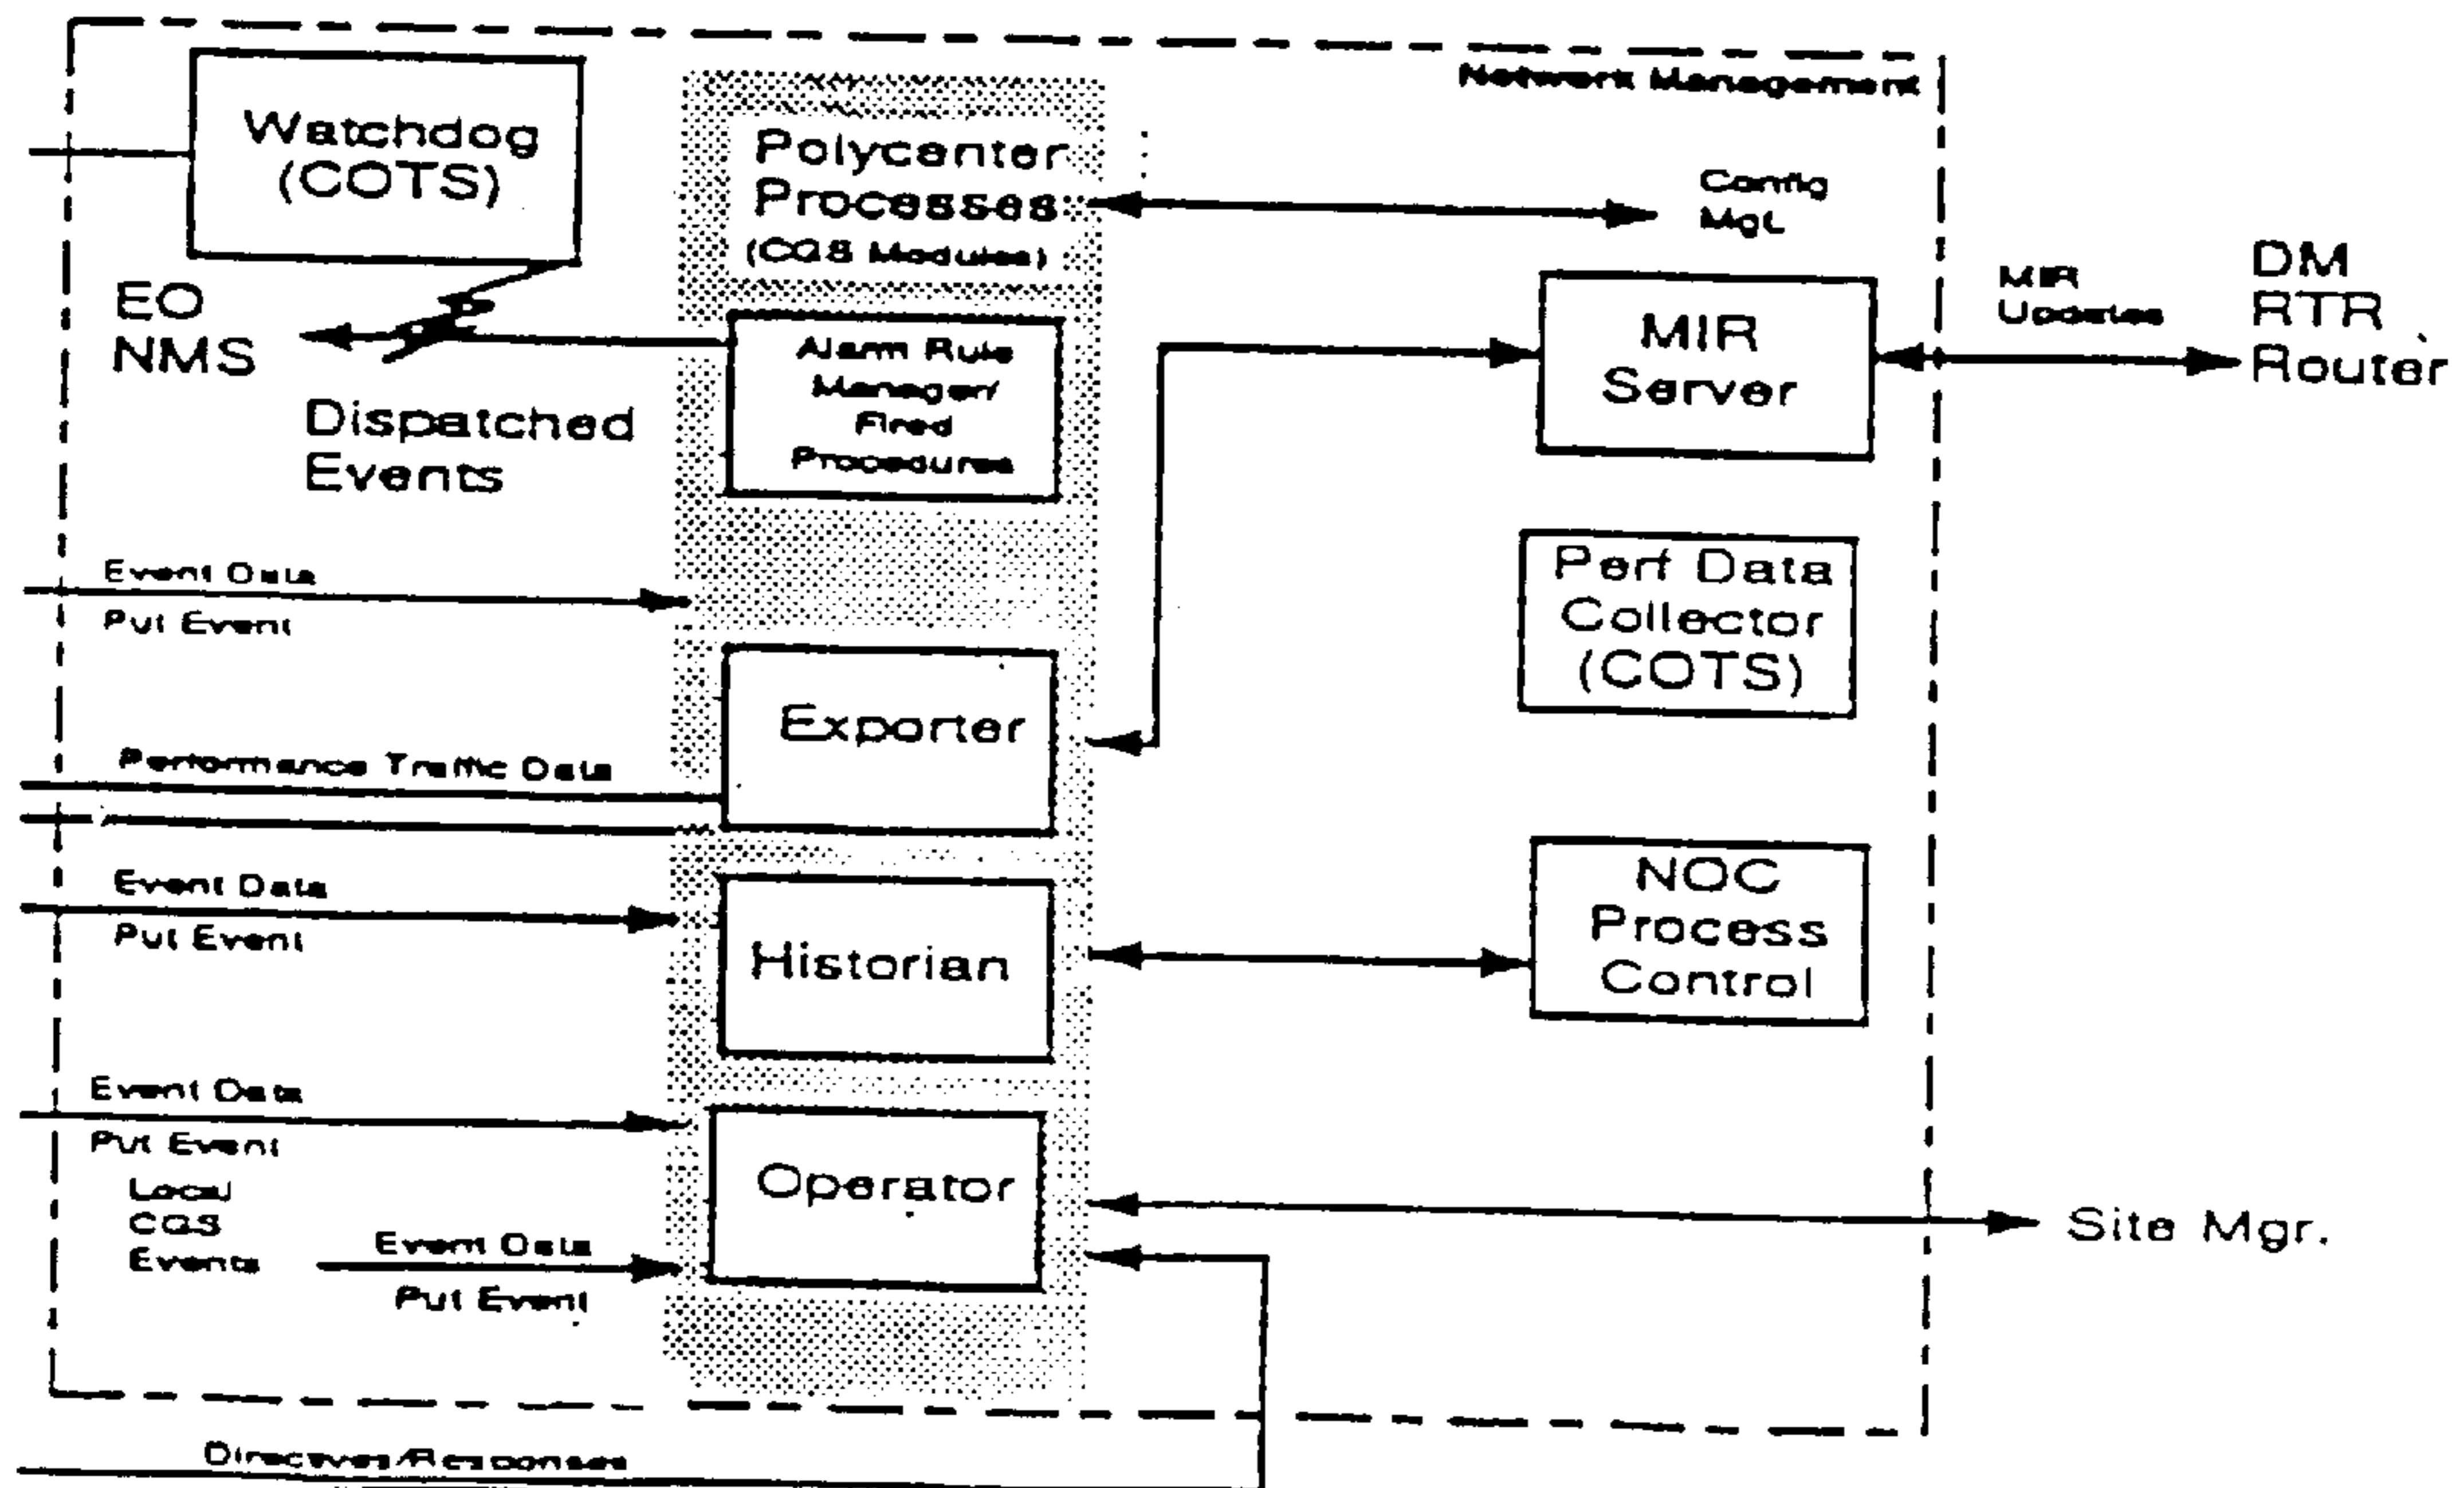 Network Management
Watchdog
(COTS)
Polycenter
Processes
(CGS Modules)
Config
Mgt.
EO
NMS
Dispatched
Events
Alarm Rule
Manager/
Fired
Procedures
MIR
Server
MIR
Updates
DM
RTR
Router
Event Data
Put Event
Perf Data
Collector
(COTS)
Exporter
Performance Traffic Data
Event Data
Put Event
Historian
NOC
Process
Control
Event Data
Put Event
Local
CGS
Events
Event Data
Put Event
Operator
Site Mgr.
Directives/Responses